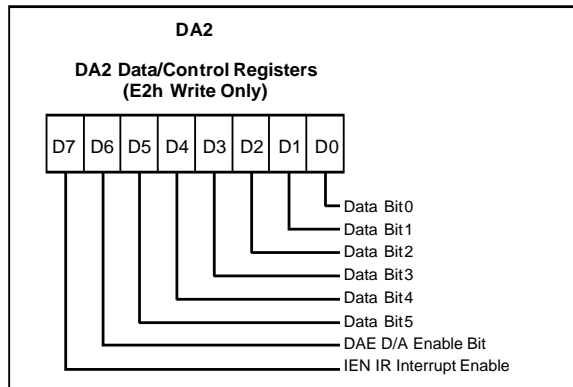 DA2
DA2 Data/Control Registers
(E2h Write Only)
D7 D6 D5 D4 D3 D2 D1 D0
Data Bit0
Data Bit1
Data Bit2
Data Bit3
Data Bit4
Data Bit5
DAE D/A Enable Bit
IEN IR Interrupt Enable